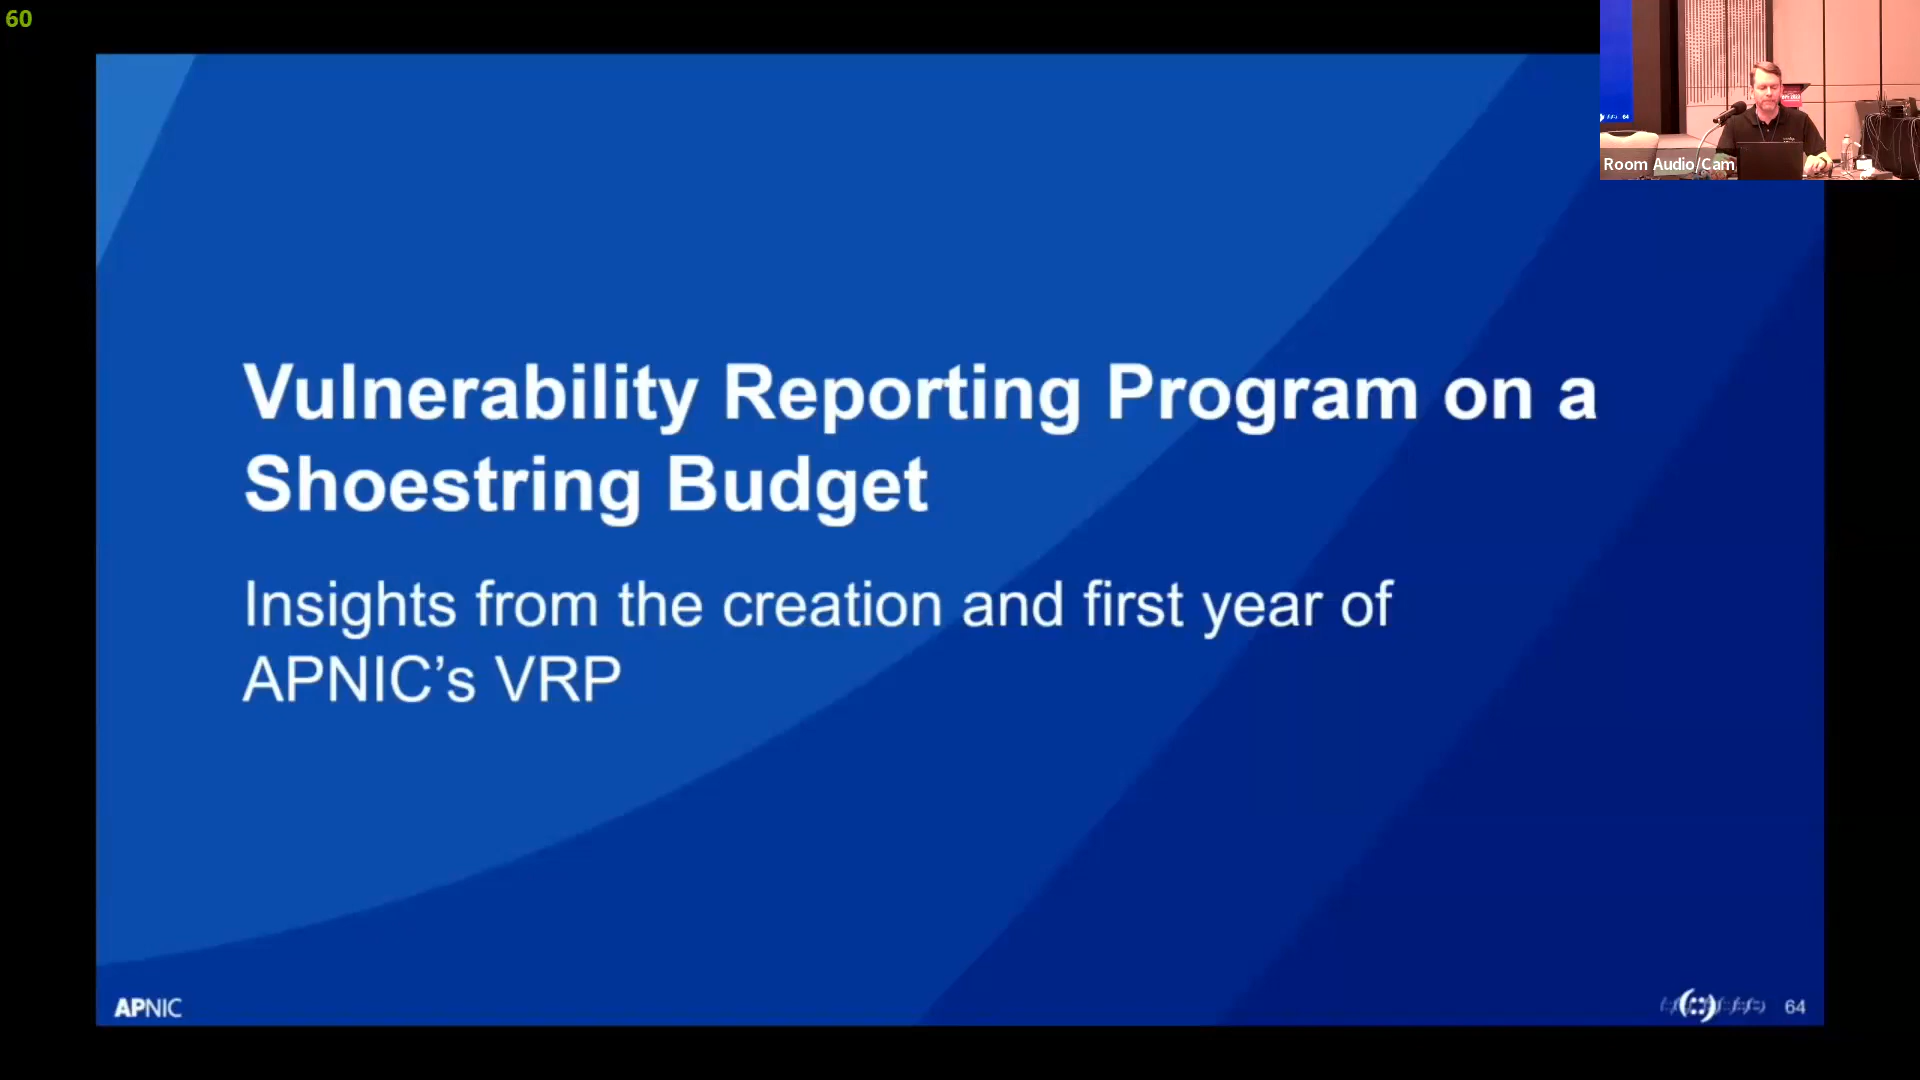 60
Room Audio/Cam
64
Vulnerability Reporting Program on a
Shoestring Budget
Insights from the creation and first year of
APNIC’s VRP
APNIC
64